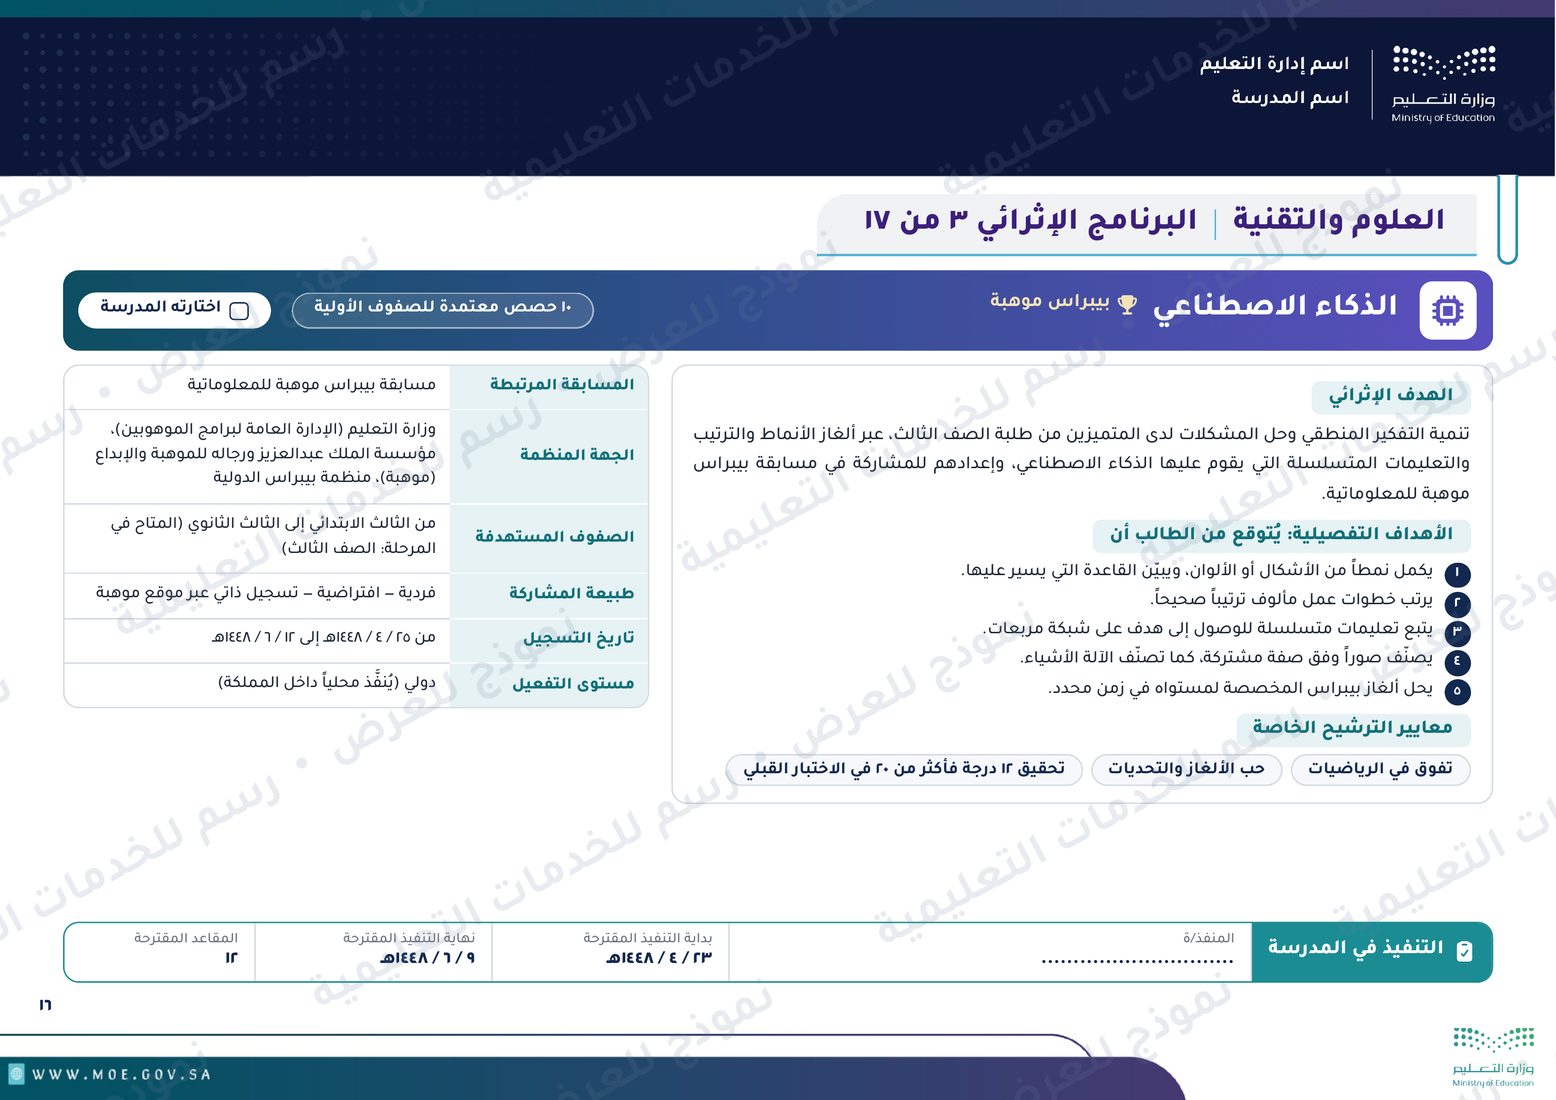 اسم إدارة التعليم
اسم المدرسة
وزارة التعـــليم
Ministry of Education
العلوم والتقنية | البرنامج الإثرائي ٣ من ١٧
الذكاء الاصطناعي
بيبراس موهبة
١٠ حصص معتمدة للصفوف الأولية
اختارته المدرسة
الهدف الإثرائي
تنمية التفكير المنطقي وحل المشكلات لدى المتميزين من طلبة الصف الثالث، عبر ألغاز الأنماط والترتيب
والتعليمات المتسلسلة التي يقوم عليها الذكاء الاصطناعي، وإعدادهم للمشاركة في مسابقة بيبراس
موهبة للمعلوماتية.
الأهداف التفصيلية: يُتوقع من الطالب أن
١ يكمل نمطاً من الأشكال أو الألوان، ويبيّن القاعدة التي يسير عليها.
٢ يرتب خطوات عمل مألوف ترتيباً صحيحاً.
٣ يتبع تعليمات متسلسلة للوصول إلى هدف على شبكة مربعات.
٤ يصنّف صوراً وفق صفة مشتركة، كما تصنّف الآلة الأشياء.
٥ يحل ألغاز بيبراس المخصصة لمستواه في زمن محدد.
معايير الترشيح الخاصة
تفوق في الرياضيات
حب الألغاز والتحديات
تحقيق ١٢ درجة فأكثر من ٢٠ في الاختبار القبلي
المسابقة المرتبطة
مسابقة بيبراس موهبة للمعلوماتية
الجهة المنظمة
وزارة التعليم (الإدارة العامة لبرامج الموهوبين)،
مؤسسة الملك عبدالعزيز ورجاله للموهبة والإبداع
(موهبة)، منظمة بيبراس الدولية
الصفوف المستهدفة
من الثالث الابتدائي إلى الثالث الثانوي (المتاح في
المرحلة: الصف الثالث)
طبيعة المشاركة
فردية – افتراضية – تسجيل ذاتي عبر موقع موهبة
تاريخ التسجيل
من ٢٥ / ٤ / ١٤٤٨هـ إلى ١٢ / ٦ / ١٤٤٨هـ
مستوى التفعيل
دولي (يُنفَّذ محلياً داخل المملكة)
التنفيذ في المدرسة
المنفذ/ة
..............................
بداية التنفيذ المقترحة
٢٣ / ٤ / ١٤٤٨هـ
نهاية التنفيذ المقترحة
٩ / ٦ / ١٤٤٨هـ
المقاعد المقترحة
١٢
١٦
WWW.MOE.GOV.SA
وزارة التعـــليم
Ministry of Education
نموذج للعرض • رسم للخدمات التعليمية